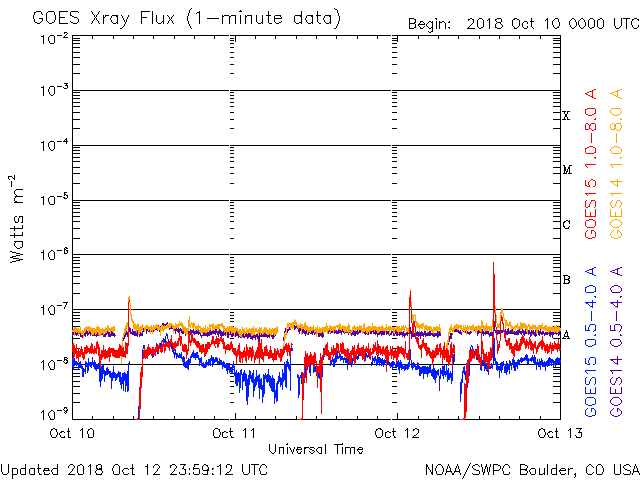 GOES Xray Flux (1-minute data)
Begin: 2018 Oct 10 0000 UTC
10-2
10-3
10-4
10-5
10-6
10-7
10-8
10-9
Watts m-2
X
M
C
B
A
GOES15 1.0-8.0 A
GOES14 1.0-8.0 A
GOES15 0.5-4.0 A
GOES14 0.5-4.0 A
Oct 10
Oct 11
Oct 12
Oct 13
Universal Time
Updated 2018 Oct 12 23:59:12 UTC
NOAA/SWPC Boulder, CO USA